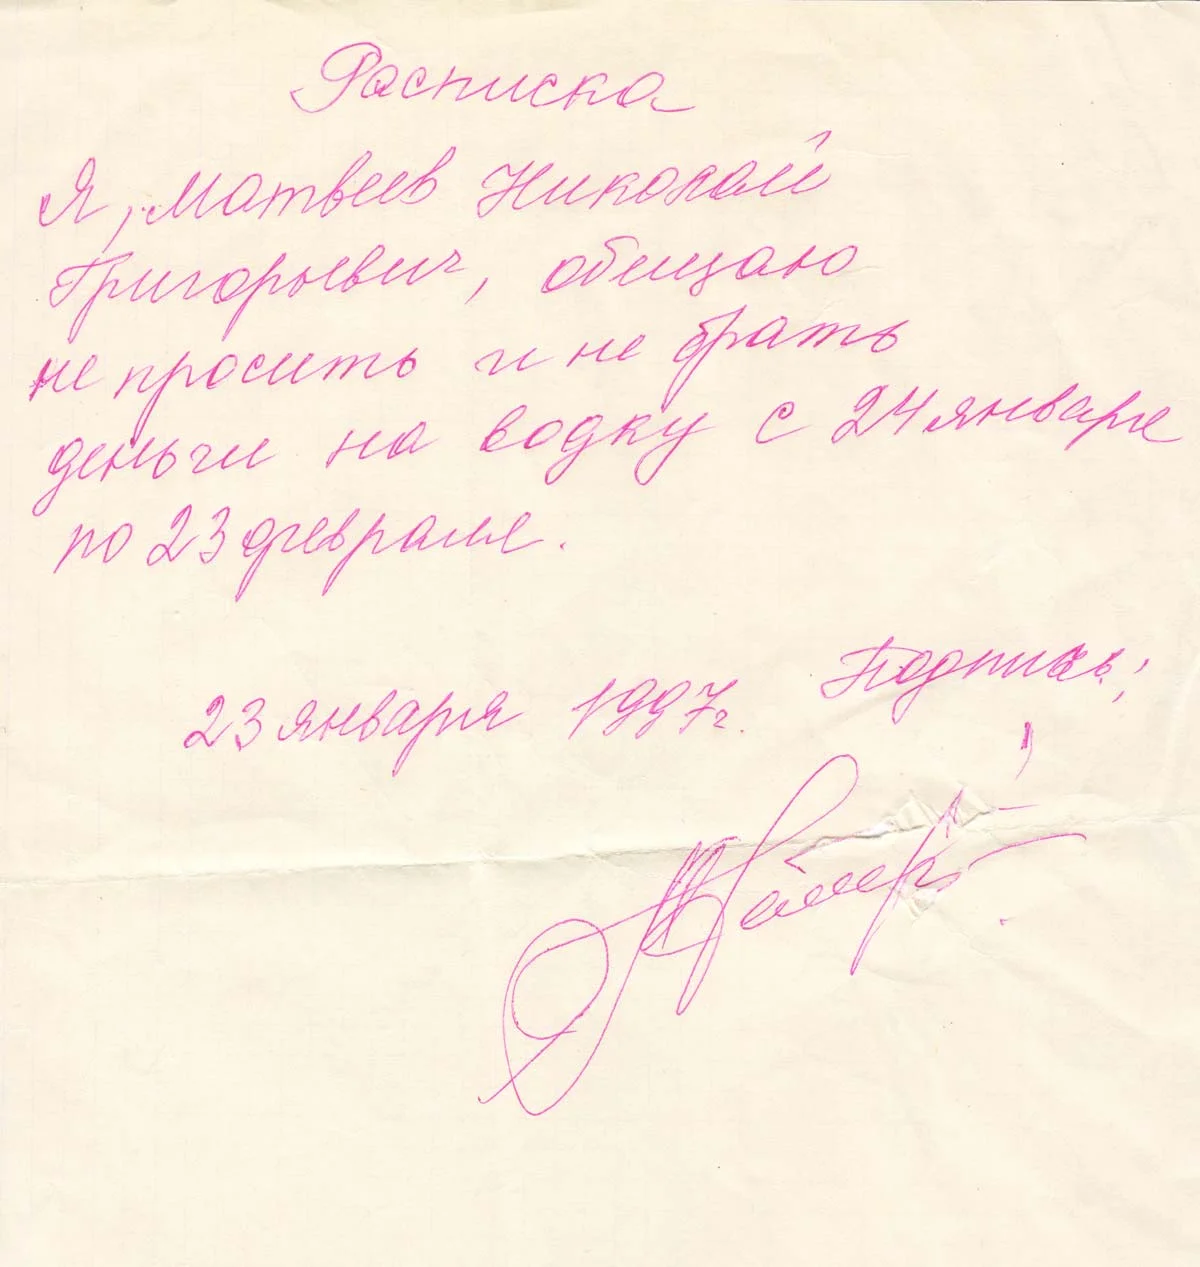 Расписка
Я, Матвеев Николай
Григорьевич, обещаю
не просить и не брать
деньги на водку с 24 января
по 23 февраля.
23 января 1997г. Подпись: